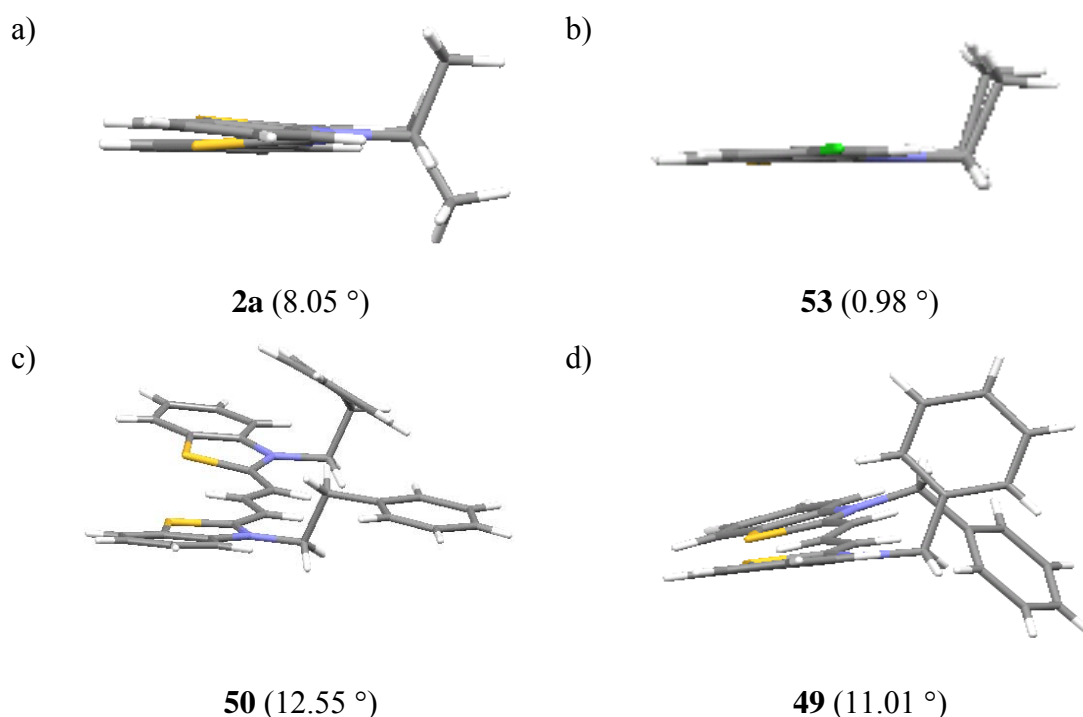 a)
b)
2a (8.05 °)
53 (0.98 °)
c)
d)
50 (12.55 °)
49 (11.01 °)